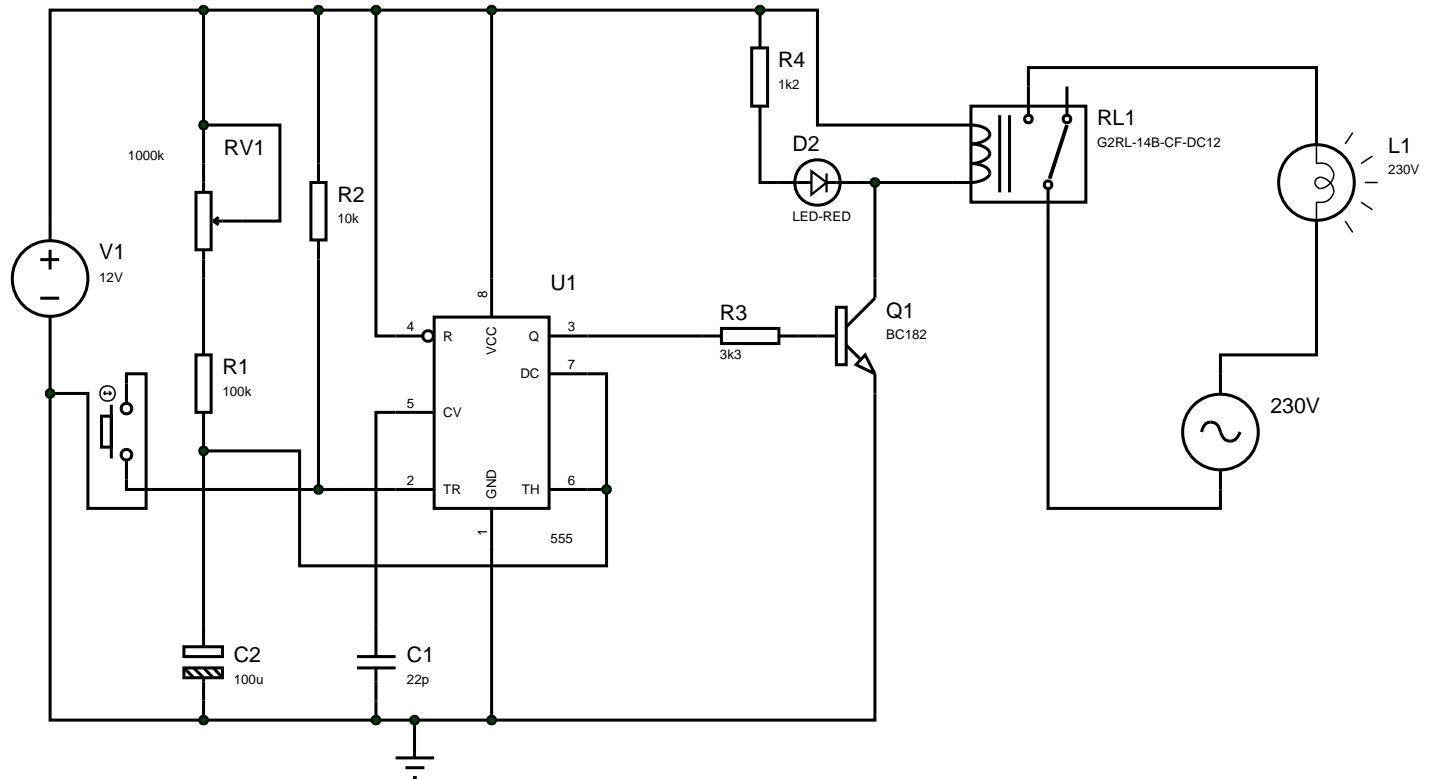 R4
1k2
RL1
G2RL-14B-CF-DC12
L1
230V
D2
LED-RED
1000k
RV1
R2
10k
V1
12V
U1
8
4
R
VCC
Q
3
DC
7
R3
3k3
Q1
BC182
R1
100k
5
CV
230V
2
TR
GND
TH
6
1
555
C2
100u
C1
22p